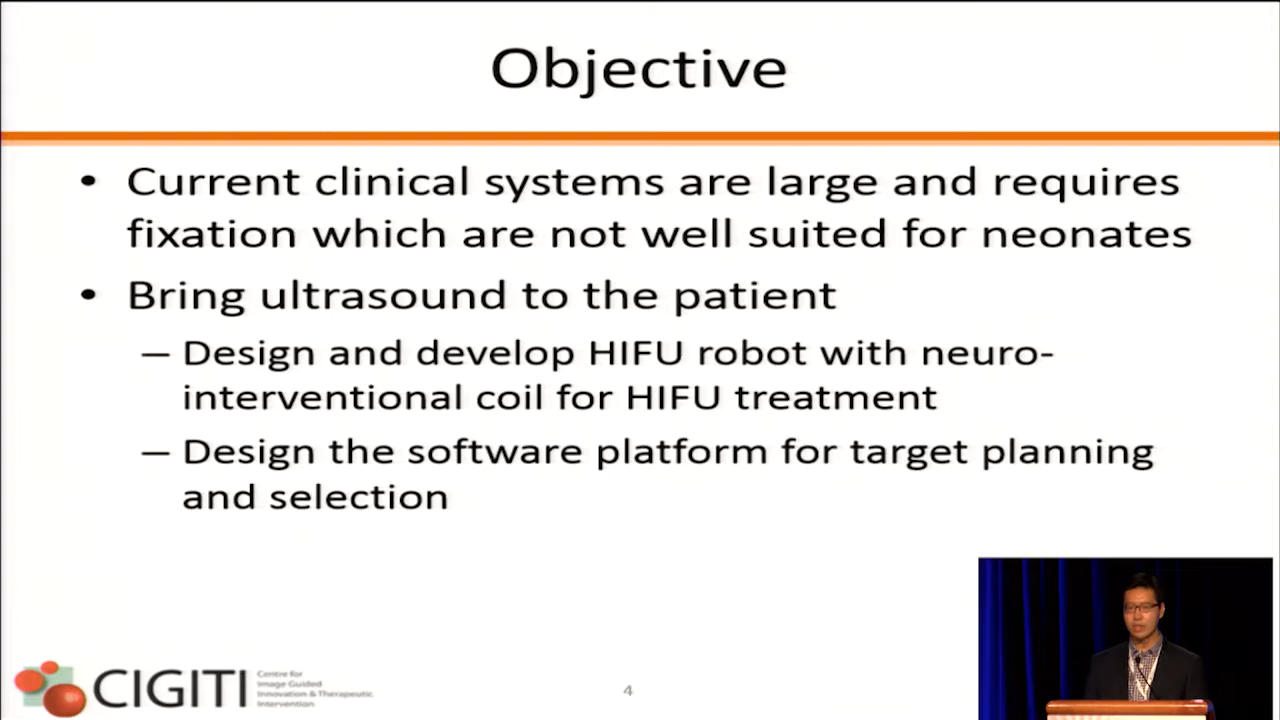 Objective
• Current clinical systems are large and requires
fixation which are not well suited for neonates
• Bring ultrasound to the patient
– Design and develop HIFU robot with neuro-
interventional coil for HIFU treatment
– Design the software platform for target planning
and selection
CIGITI
Centre for
Image Guided
Innovation & Therapeutic
Intervention
4